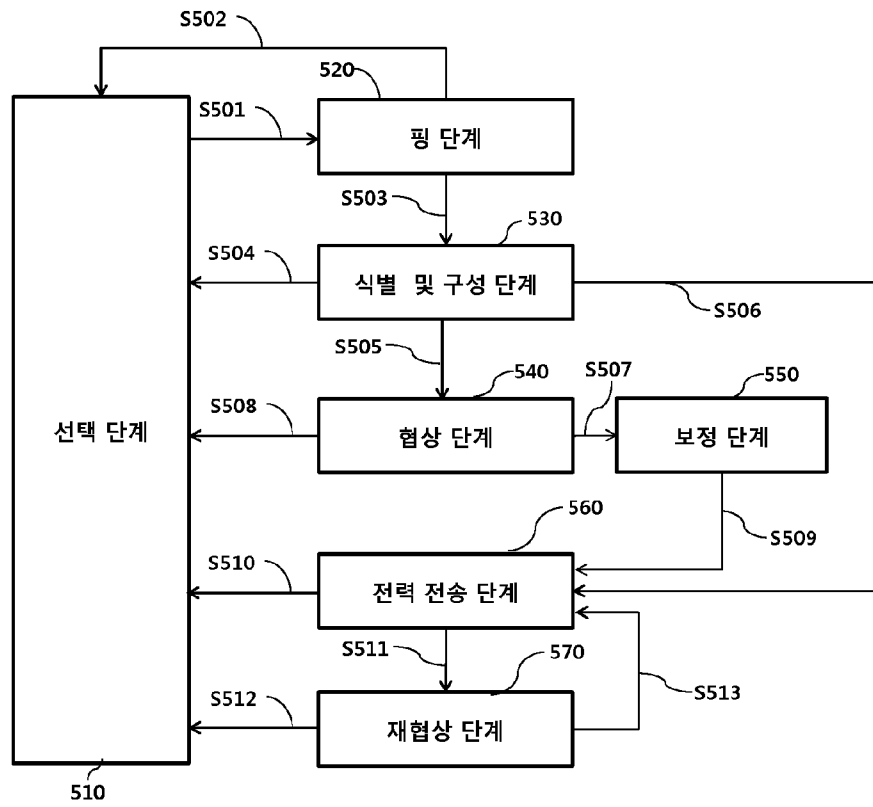 S502
520
S501
핑 단계
S503
530
S504
식별 및 구성 단계
S506
S505
540
S507
550
S508
선택 단계
협상 단계
보정 단계
560
S509
S510
전력 전송 단계
S511
570
S513
S512
재협상 단계
510